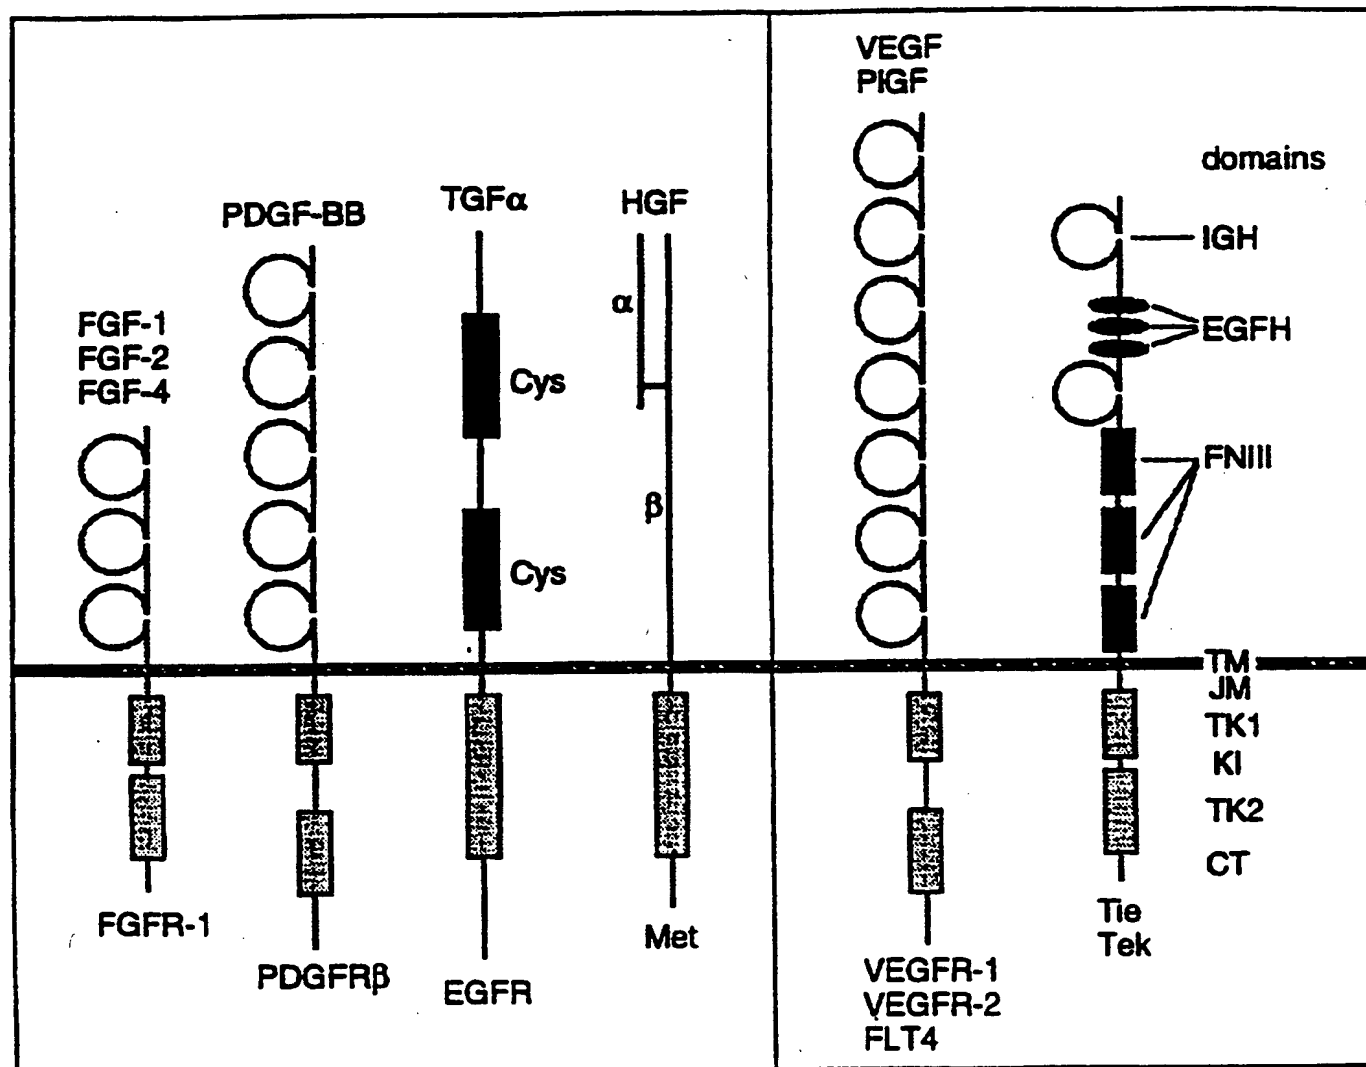 FGF-1
FGF-2
FGF-4
FGFR-1
PDGF-BB
PDGFRβ
TGFα
Cys
Cys
EGFR
HGF
α
β
Met
VEGF
PlGF
VEGFR-1
VEGFR-2
FLT4
domains
IGH
EGFH
FNIII
TM
JM
TK1
KI
TK2
CT
Tie
Tek